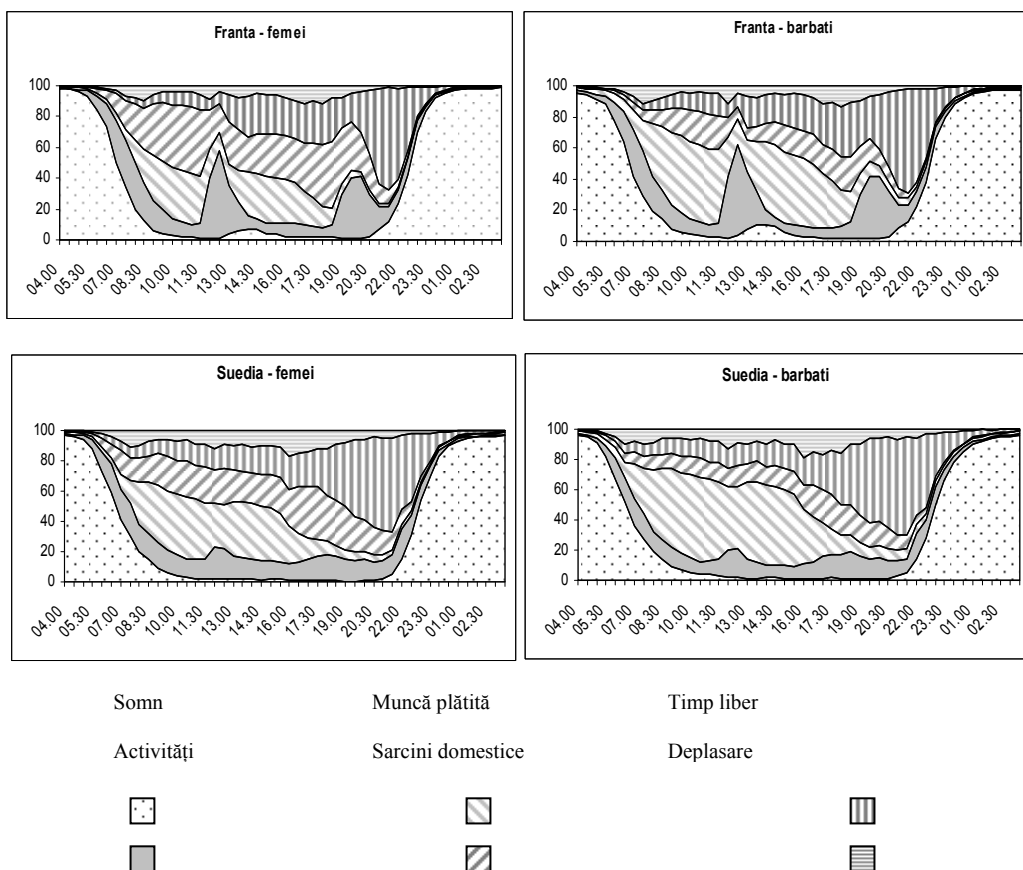 Franta - femei
100
80
60
40
20
0
04.00 05.30 07.00 08.30 10.00 11.30 13.00 14.30 16.00 17.30 19.00 20.30 22.00 23.30 01.00 02.30
Franta - barbati
100
80
60
40
20
0
04.00 05.30 07.00 08.30 10.00 11.30 13.00 14.30 16.00 17.30 19.00 20.30 22.00 23.30 01.00 02.30
Suedia - femei
100
80
60
40
20
0
04.00 05.30 07.00 08.30 10.00 11.30 13.00 14.30 16.00 17.30 19.00 20.30 22.00 23.30 01.00 02.30
Suedia - barbati
100
80
60
40
20
0
04.00 05.30 07.00 08.30 10.00 11.30 13.00 14.30 16.00 17.30 19.00 20.30 22.00 23.30 01.00 02.30
Somn Muncă plătită Timp liber
Activități Sarcini domestice Deplasare